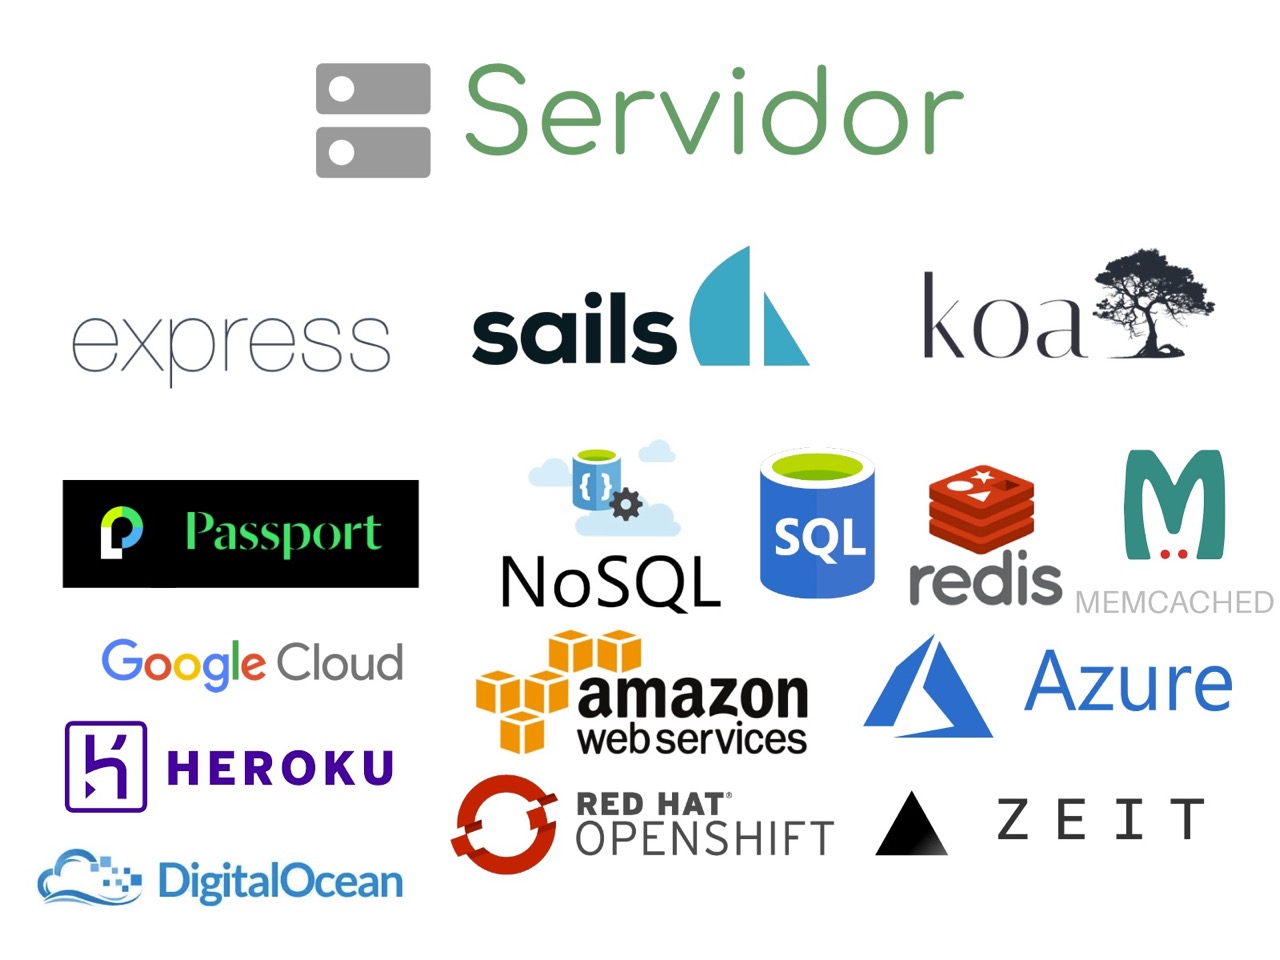 Servidor
express
sails
koa
Passport
{ }
NoSQL
SQL
redis
MEMCACHED
Google Cloud
amazon
web services
Azure
HEROKU
RED HAT®
OPENSHIFT
ZEIT
DigitalOcean